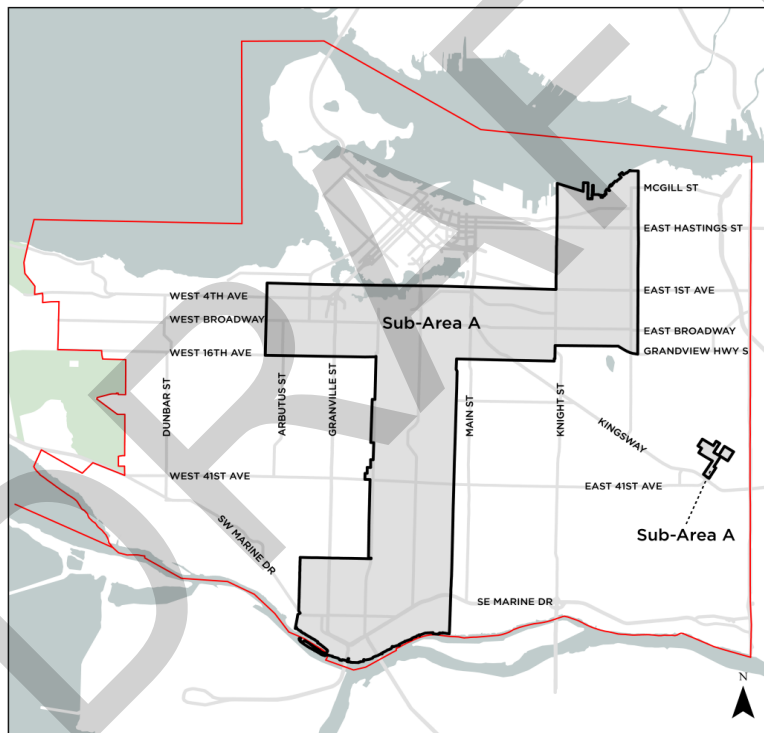 MCGILL ST
EAST HASTINGS ST
WEST 4TH AVE
EAST 1ST AVE
WEST BROADWAY
Sub-Area A
EAST BROADWAY
WEST 16TH AVE
GRANDVIEW HWY S
DUNBAR ST
ARBUTUS ST
GRANVILLE ST
MAIN ST
KNIGHT ST
KINGSWAY
WEST 41ST AVE
EAST 41ST AVE
SW MARINE DR
Sub-Area A
SE MARINE DR
N
DRAFT